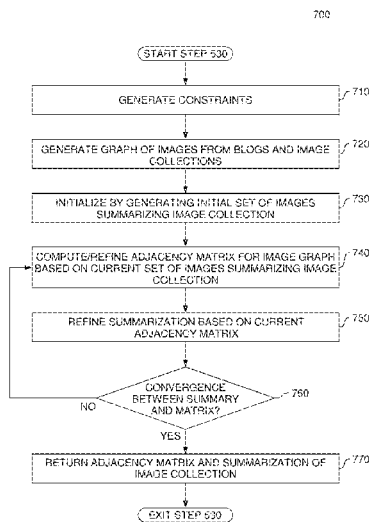 700
START STEP 530
GENERATE CONSTRAINTS
710
GENERATE GRAPH OF IMAGES FROM BLOGS AND IMAGE
COLLECTIONS
720
INITIALIZE BY GENERATING INITIAL SET OF IMAGES
SUMMARIZING IMAGE COLLECTION
730
COMPUTE/REFINE ADJACENCY MATRIX FOR IMAGE GRAPH
BASED ON CURRENT SET OF IMAGES SUMMARIZING IMAGE
COLLECTION
740
REFINE SUMMARIZATION BASED ON CURRENT
ADJACENCY MATRIX
750
CONVERGENCE
BETWEEN SUMMARY
AND MATRIX?
760
NO
YES
RETURN ADJACENCY MATRIX AND SUMMARIZATION OF
IMAGE COLLECTION
770
EXIT STEP 530